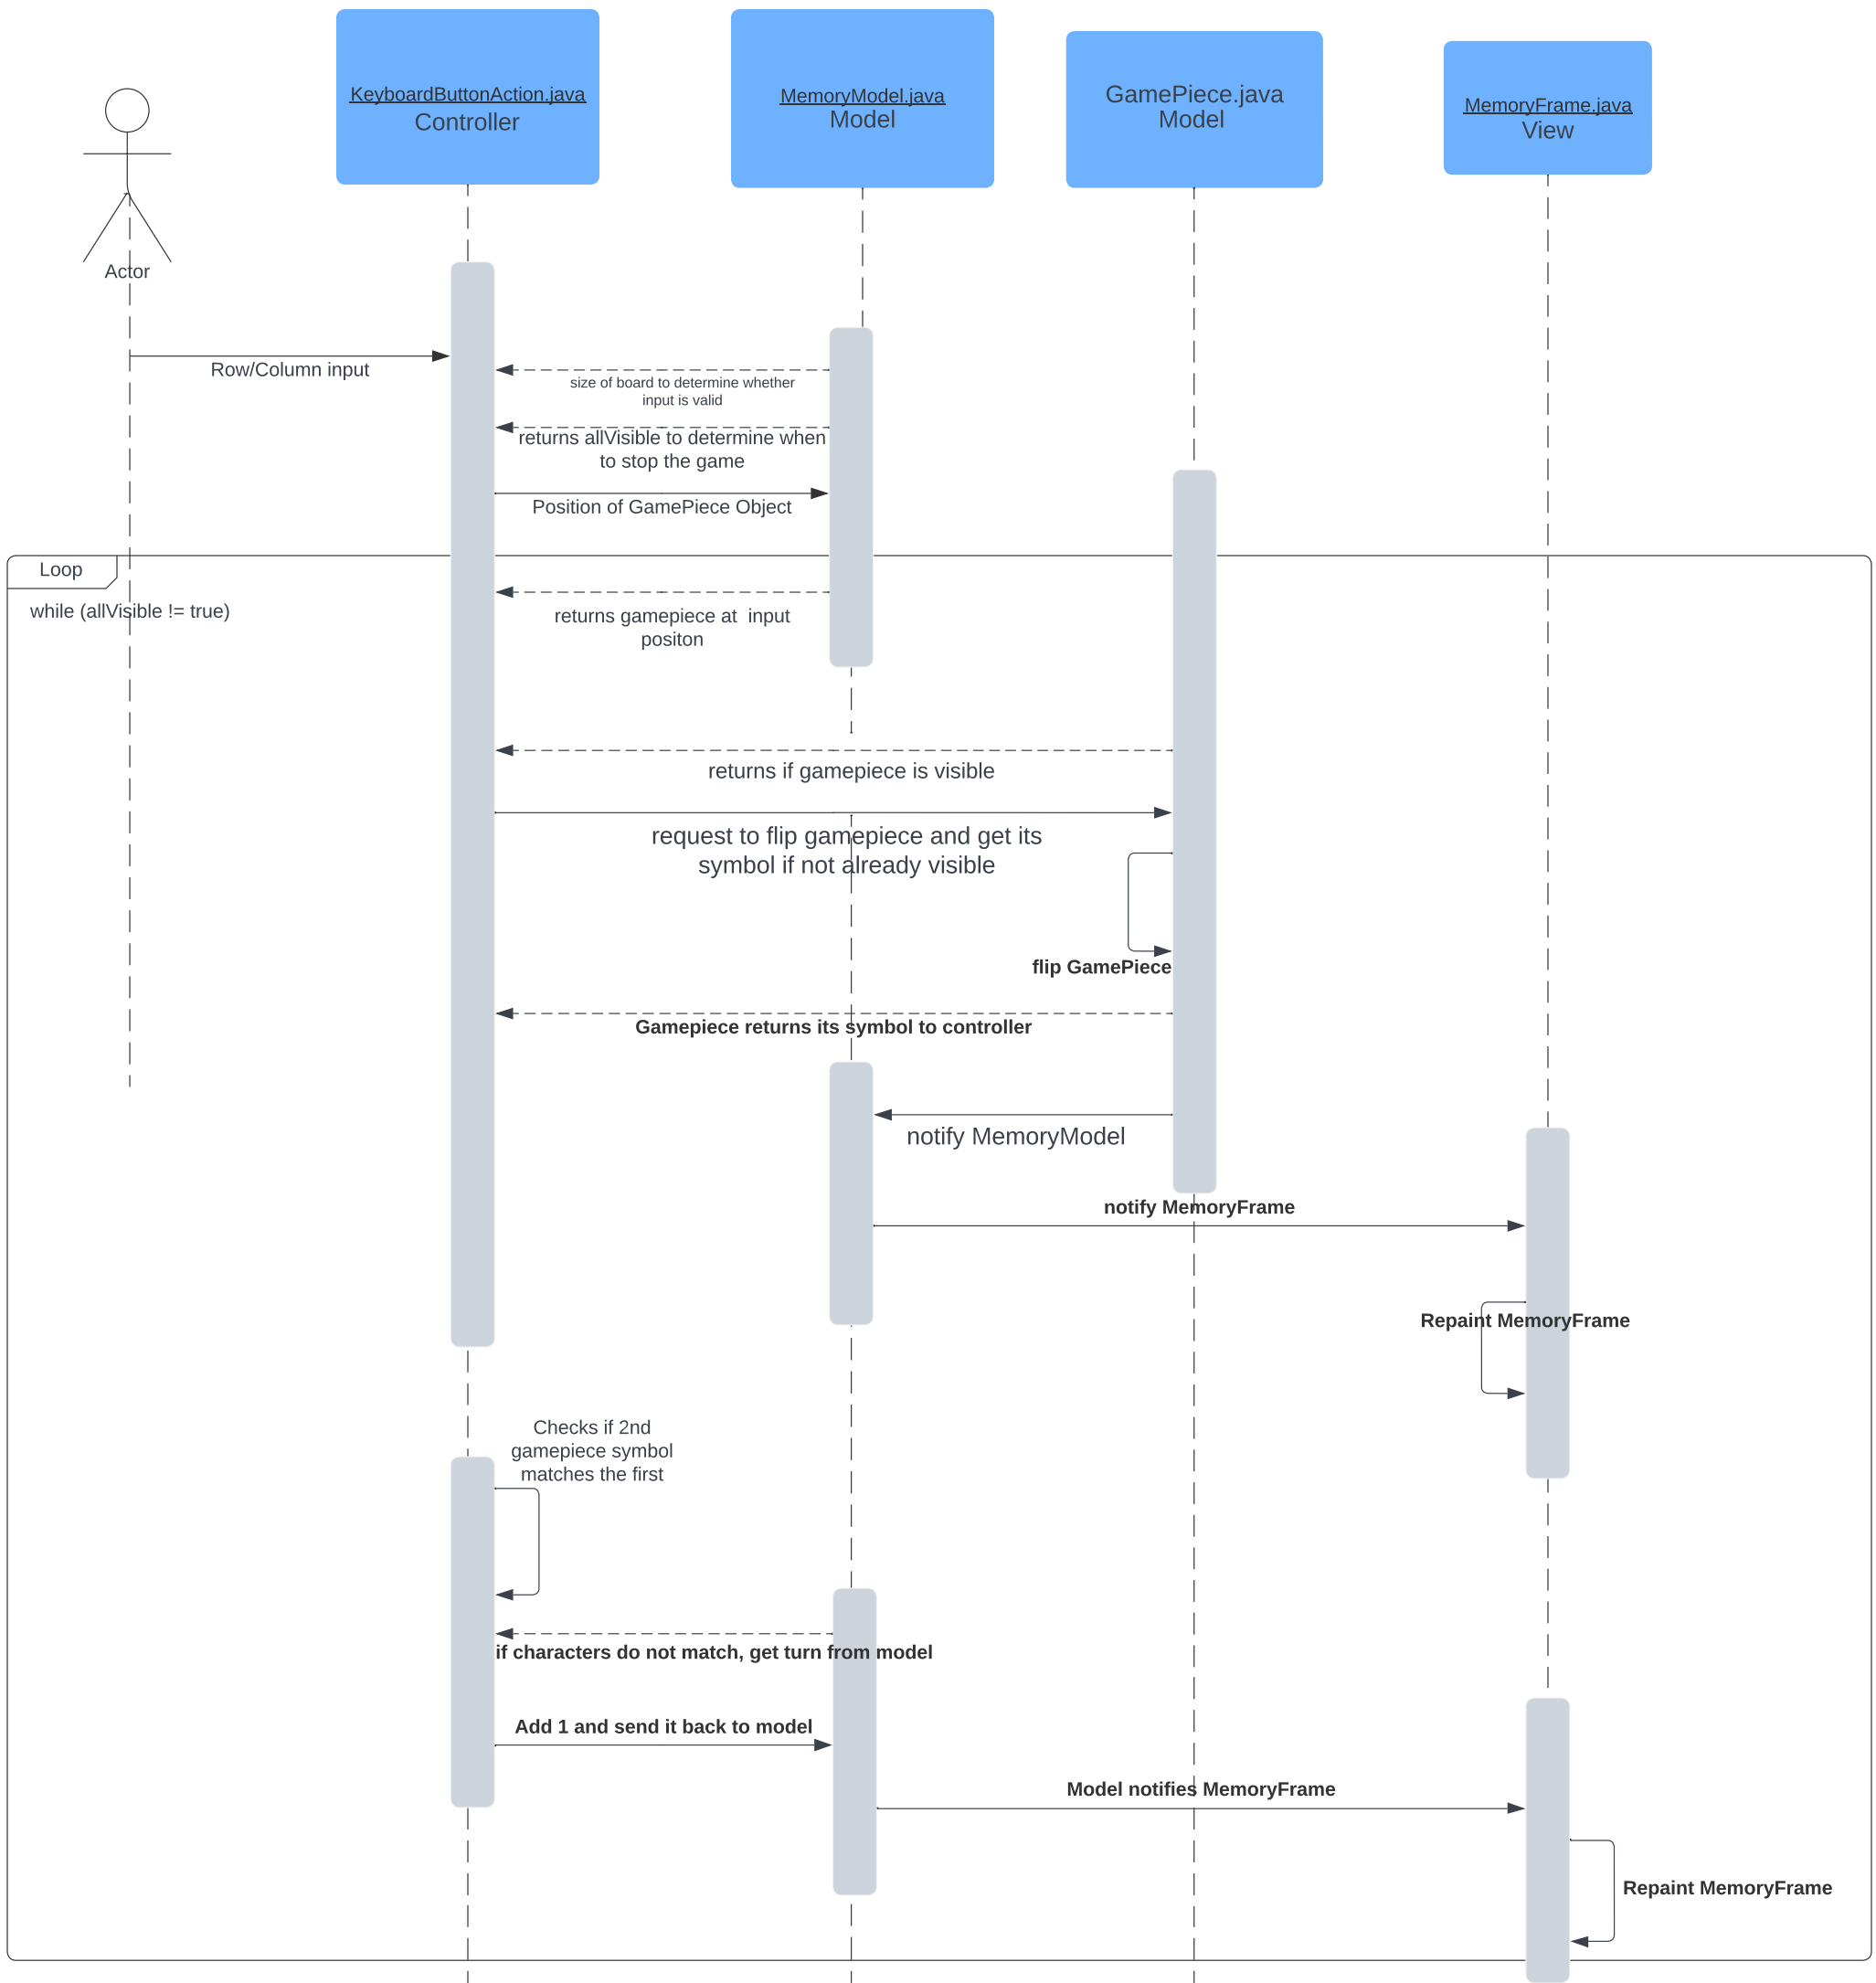 KeyboardButtonAction.java
Controller
MemoryModel.java
Model
GamePiece.java
Model
MemoryFrame.java
View
Actor
Row/Column input
size of board to determine whether
input is valid
returns allVisible to determine when
to stop the game
Position of GamePiece Object
Loop
while (allVisible != true)
returns gamepiece at  input
positon
returns if gamepiece is visible
request to flip gamepiece and get its
symbol if not already visible
flip GamePiece
Gamepiece returns its symbol to controller
notify MemoryModel
notify MemoryFrame
Repaint MemoryFrame
Checks if 2nd
gamepiece symbol
matches the first
if characters do not match, get turn from model
Add 1 and send it back to model
Model notifies MemoryFrame
Repaint MemoryFrame